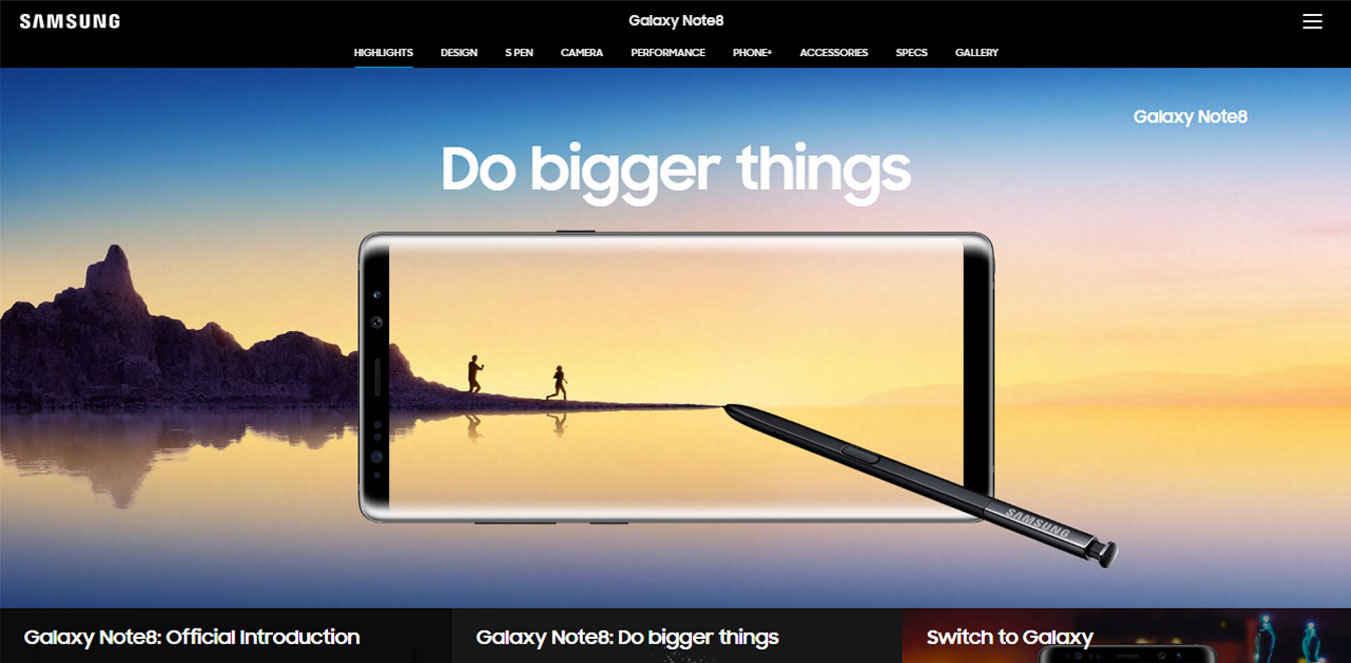 SAMSUNG
Galaxy Note8
HIGHLIGHTS DESIGN S PEN CAMERA PERFORMANCE PHONE+ ACCESSORIES SPECS GALLERY
Galaxy Note8
Do bigger things
SAMSUNG
Galaxy Note8: Official Introduction
Galaxy Note8: Do bigger things
Switch to Galaxy